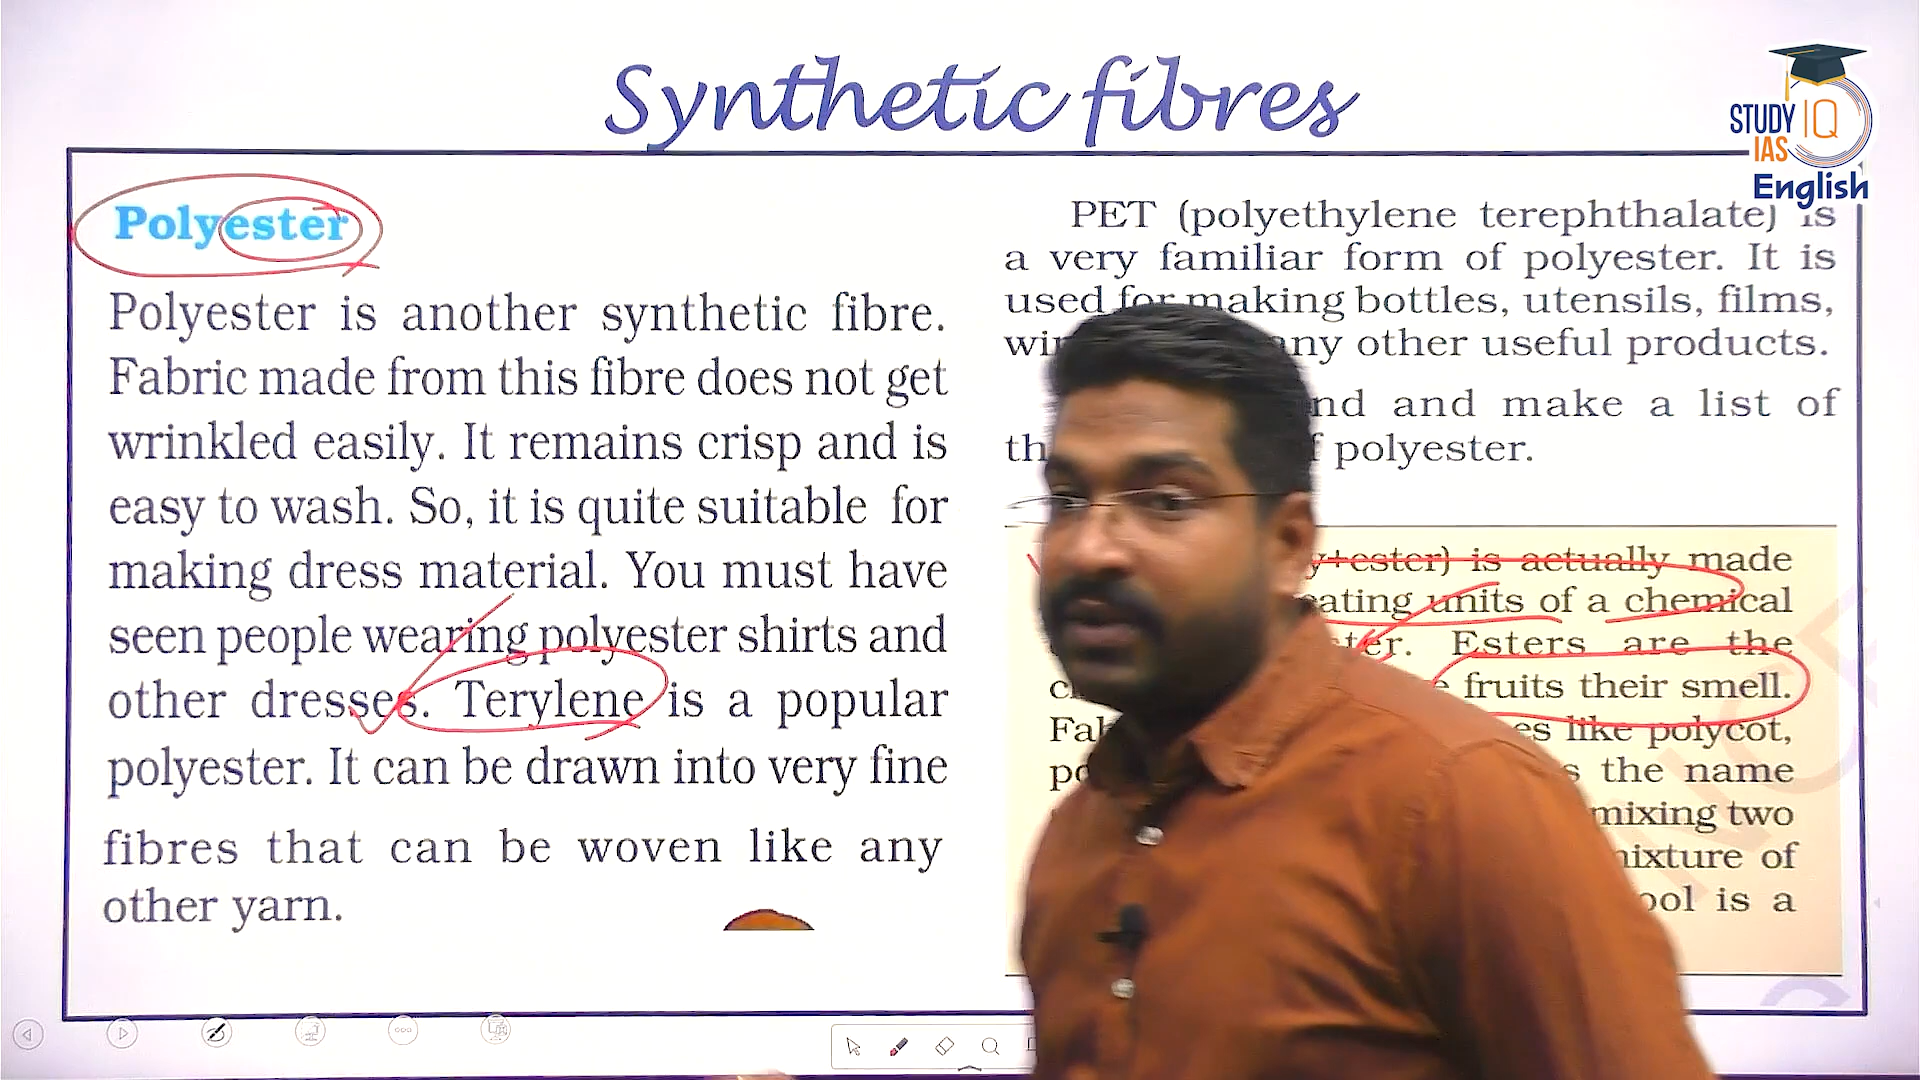 Synthetic fibres
STUDY IQ
IAS
English
Polyester
Polyester is another synthetic fibre.
Fabric made from this fibre does not get
wrinkled easily. It remains crisp and is
easy to wash. So, it is quite suitable for
making dress material. You must have
seen people wearing polyester shirts and
other dresses. Terylene is a popular
polyester. It can be drawn into very fine
fibres that can be woven like any
other yarn.
PET (polyethylene terephthalate) is
a very familiar form of polyester. It is
used for making bottles, utensils, films,
other useful products.
and make a list of
polyester.
is actually made
units of a chemical
Esters are the
fruits their smell.
like polycot,
the name
mixing two
of
is a